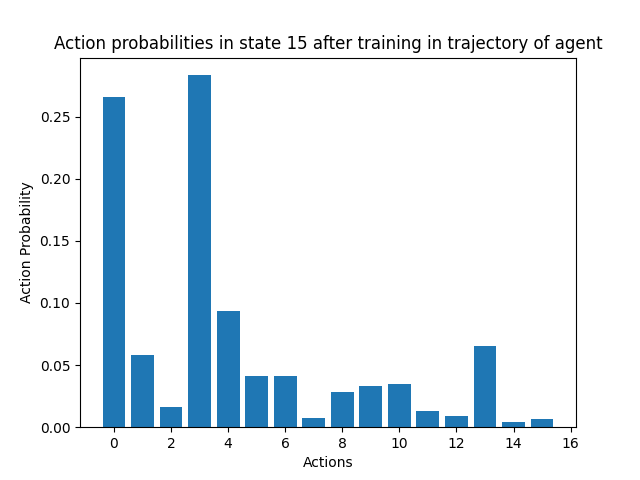 Action probabilities in state 15 after training in trajectory of agent
Action Probability
0.25
0.20
0.15
0.10
0.05
0.00
0 2 4 6 8 10 12 14 16
Actions